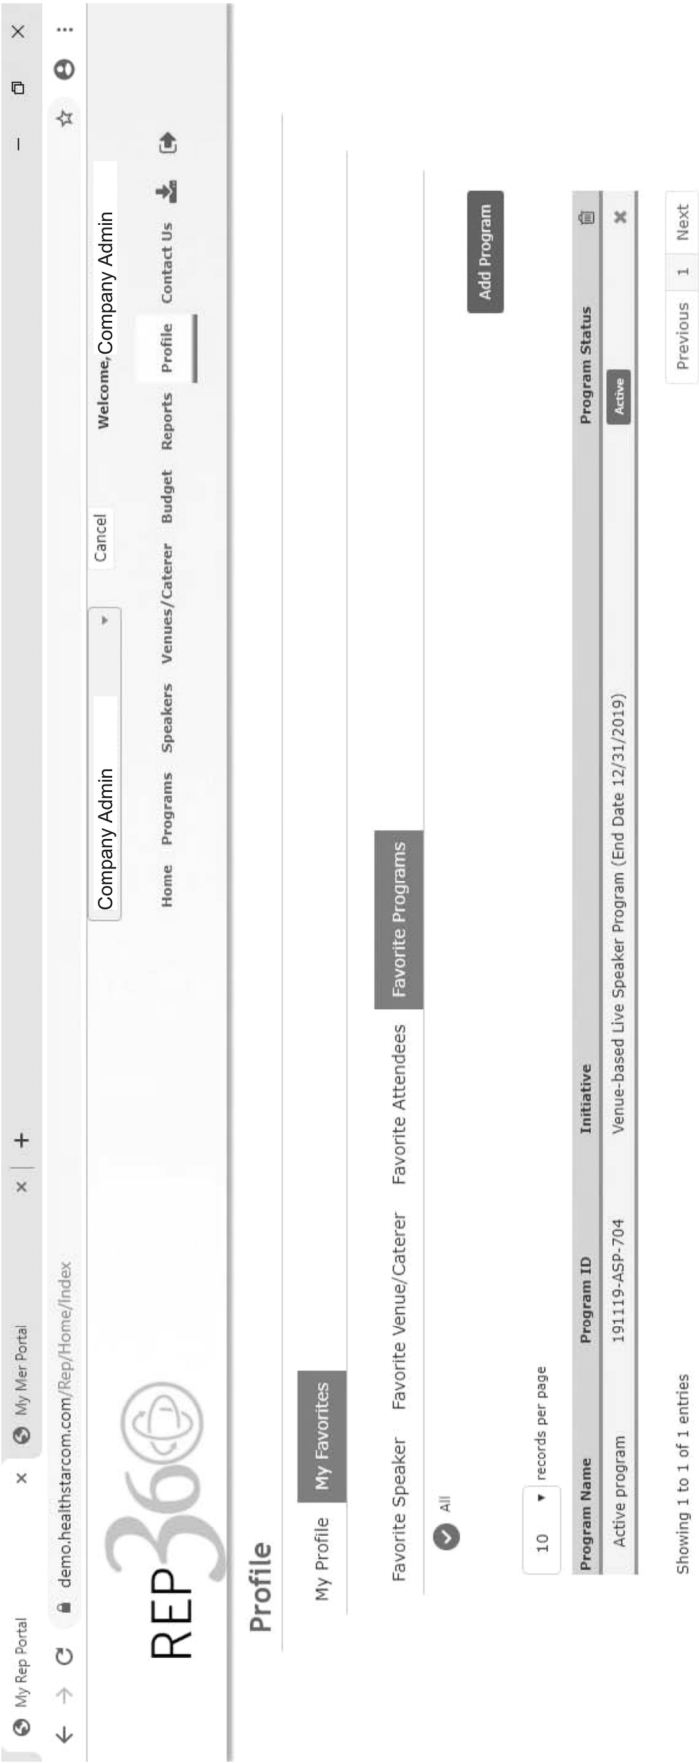 My Rep Portal × My Mer Portal × +
demo.healthstarcom.com/Rep/Home/Index
Company Admin Cancel Welcome, Company Admin
REP360
Home Programs Speakers Venues/Caterer Budget Reports Profile Contact Us
Profile
My Profile My Favorites
Favorite Speaker Favorite Venue/Caterer Favorite Attendees Favorite Programs
All
Add Program
10 records per page
Program Name Program ID Initiative Program Status
Active program 191119-ASP-704 Venue-based Live Speaker Program (End Date 12/31/2019) Active
Showing 1 to 1 of 1 entries Previous 1 Next